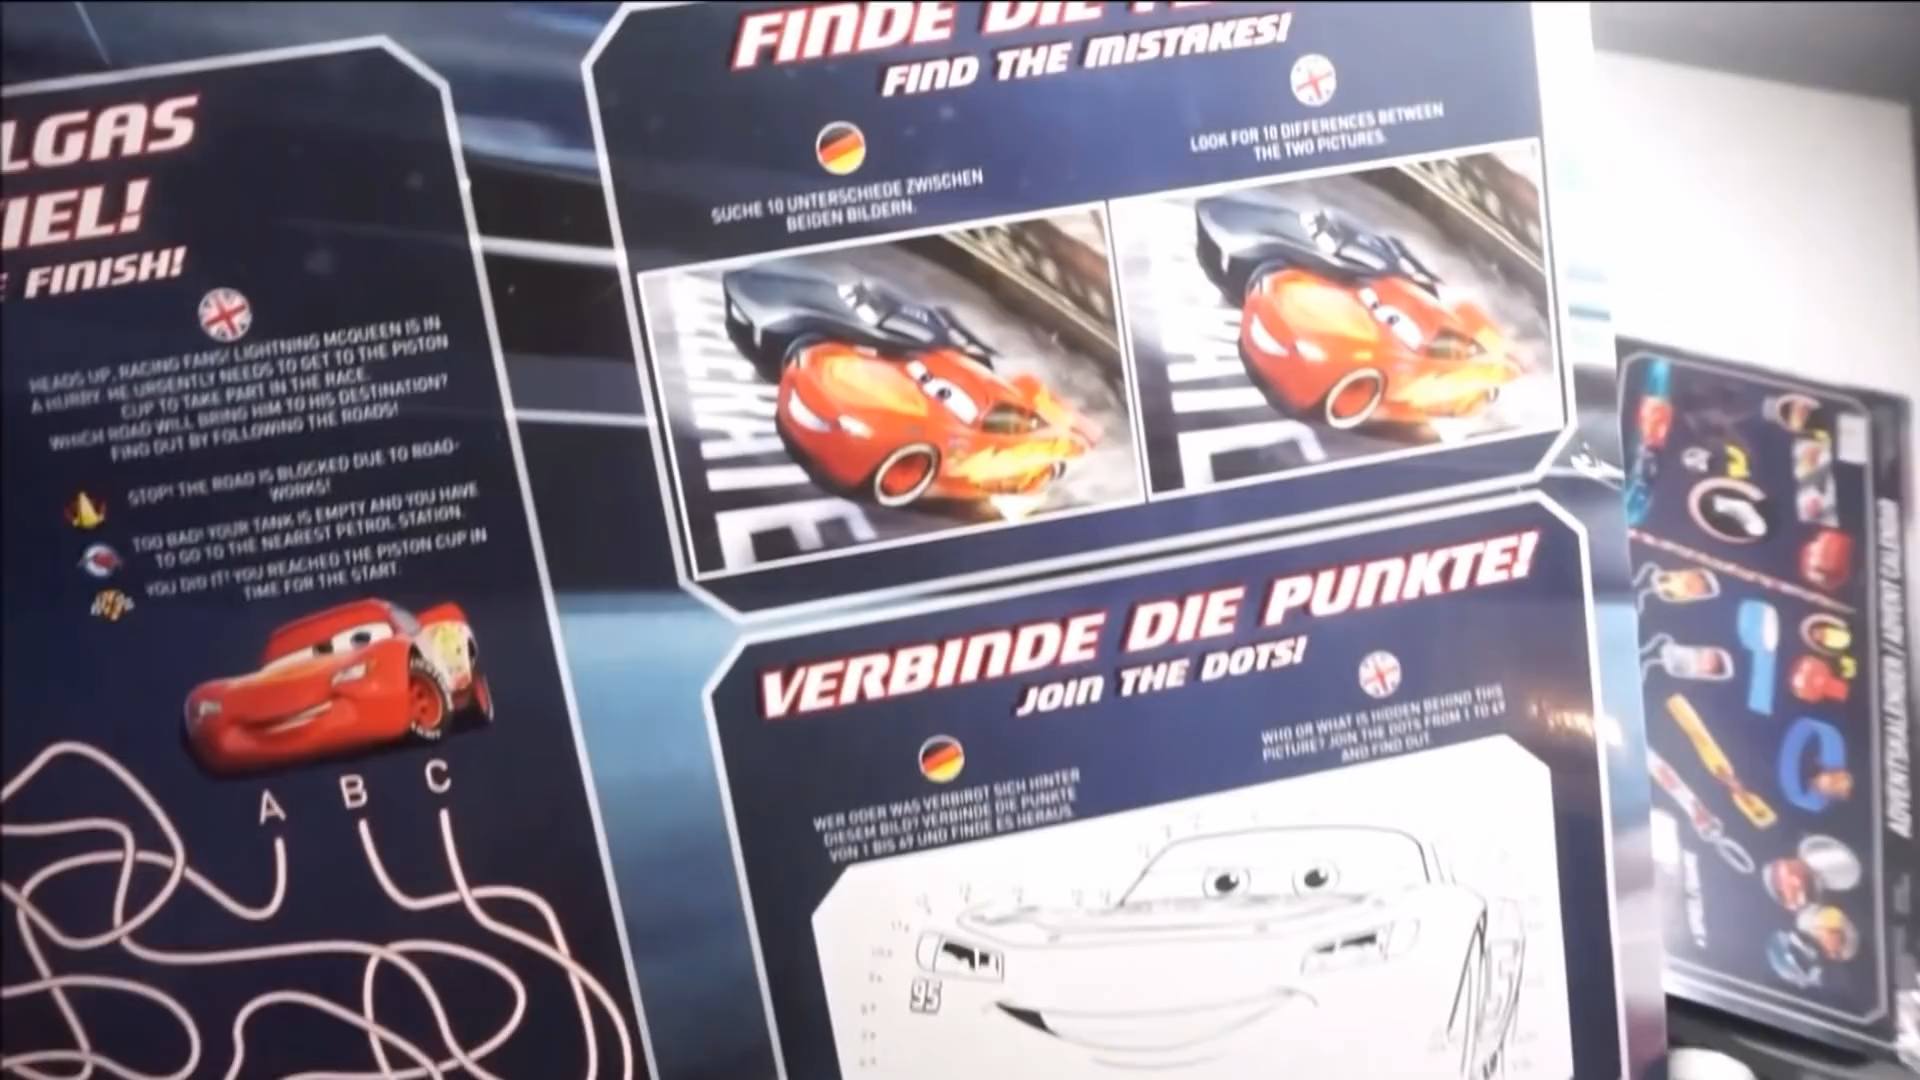 LGAS
IEL!
FINISH!
HEADS UP, RACING FANS! LIGHTNING MCQUEEN IS IN
A HURRY. HE URGENTLY NEEDS TO GET TO THE PISTON
CUP TO TAKE PART IN THE RACE.
WHICH ROAD WILL BRING HIM TO HIS DESTINATION?
FIND OUT BY FOLLOWING THE ROADS!
STOP! THE ROAD IS BLOCKED DUE TO ROAD-
WORKS!
TOO BAD! YOUR TANK IS EMPTY AND YOU HAVE
TO GO TO THE NEAREST PETROL STATION.
YOU DID IT! YOU REACHED THE PISTON CUP IN
TIME FOR THE START.
A B C
FINDE DIE
FIND THE MISTAKES!
SUCHE 10 UNTERSCHIEDE ZWISCHEN
BEIDEN BILDERN.
LOOK FOR 10 DIFFERENCES BETWEEN
THE TWO PICTURES.
VERBINDE DIE PUNKTE!
JOIN THE DOTS!
WER ODER WAS VERBIRGT SICH HINTER
DIESEM BILD? VERBINDE DIE PUNKTE
VON 1 BIS 69 UND FINDE ES HERAUS.
WHO OR WHAT IS HIDDEN BEHIND THIS
PICTURE? JOIN THE DOTS FROM 1 TO 69
AND FIND OUT.
95
ADVENTSKALENDER / ADVENT CALENDAR